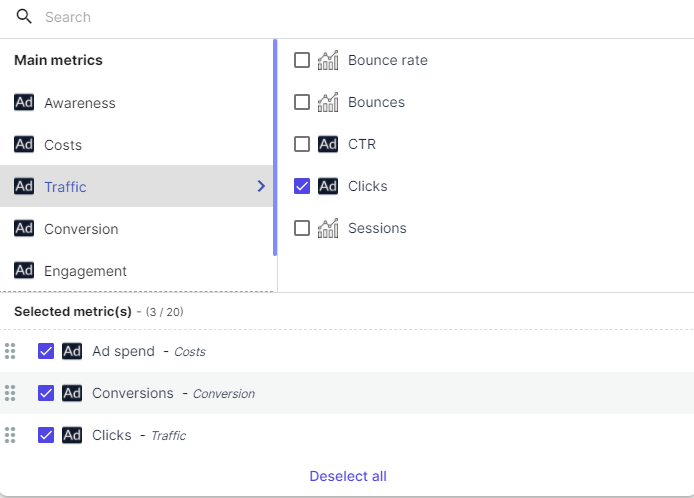 Search
Main metrics
Ad Awareness
Ad Costs
Ad Traffic
Ad Conversion
Ad Engagement
Bounce rate
Bounces
Ad CTR
Ad Clicks
Sessions
Selected metric(s) - (3 / 20)
Ad Ad spend - Costs
Ad Conversions - Conversion
Ad Clicks - Traffic
Deselect all